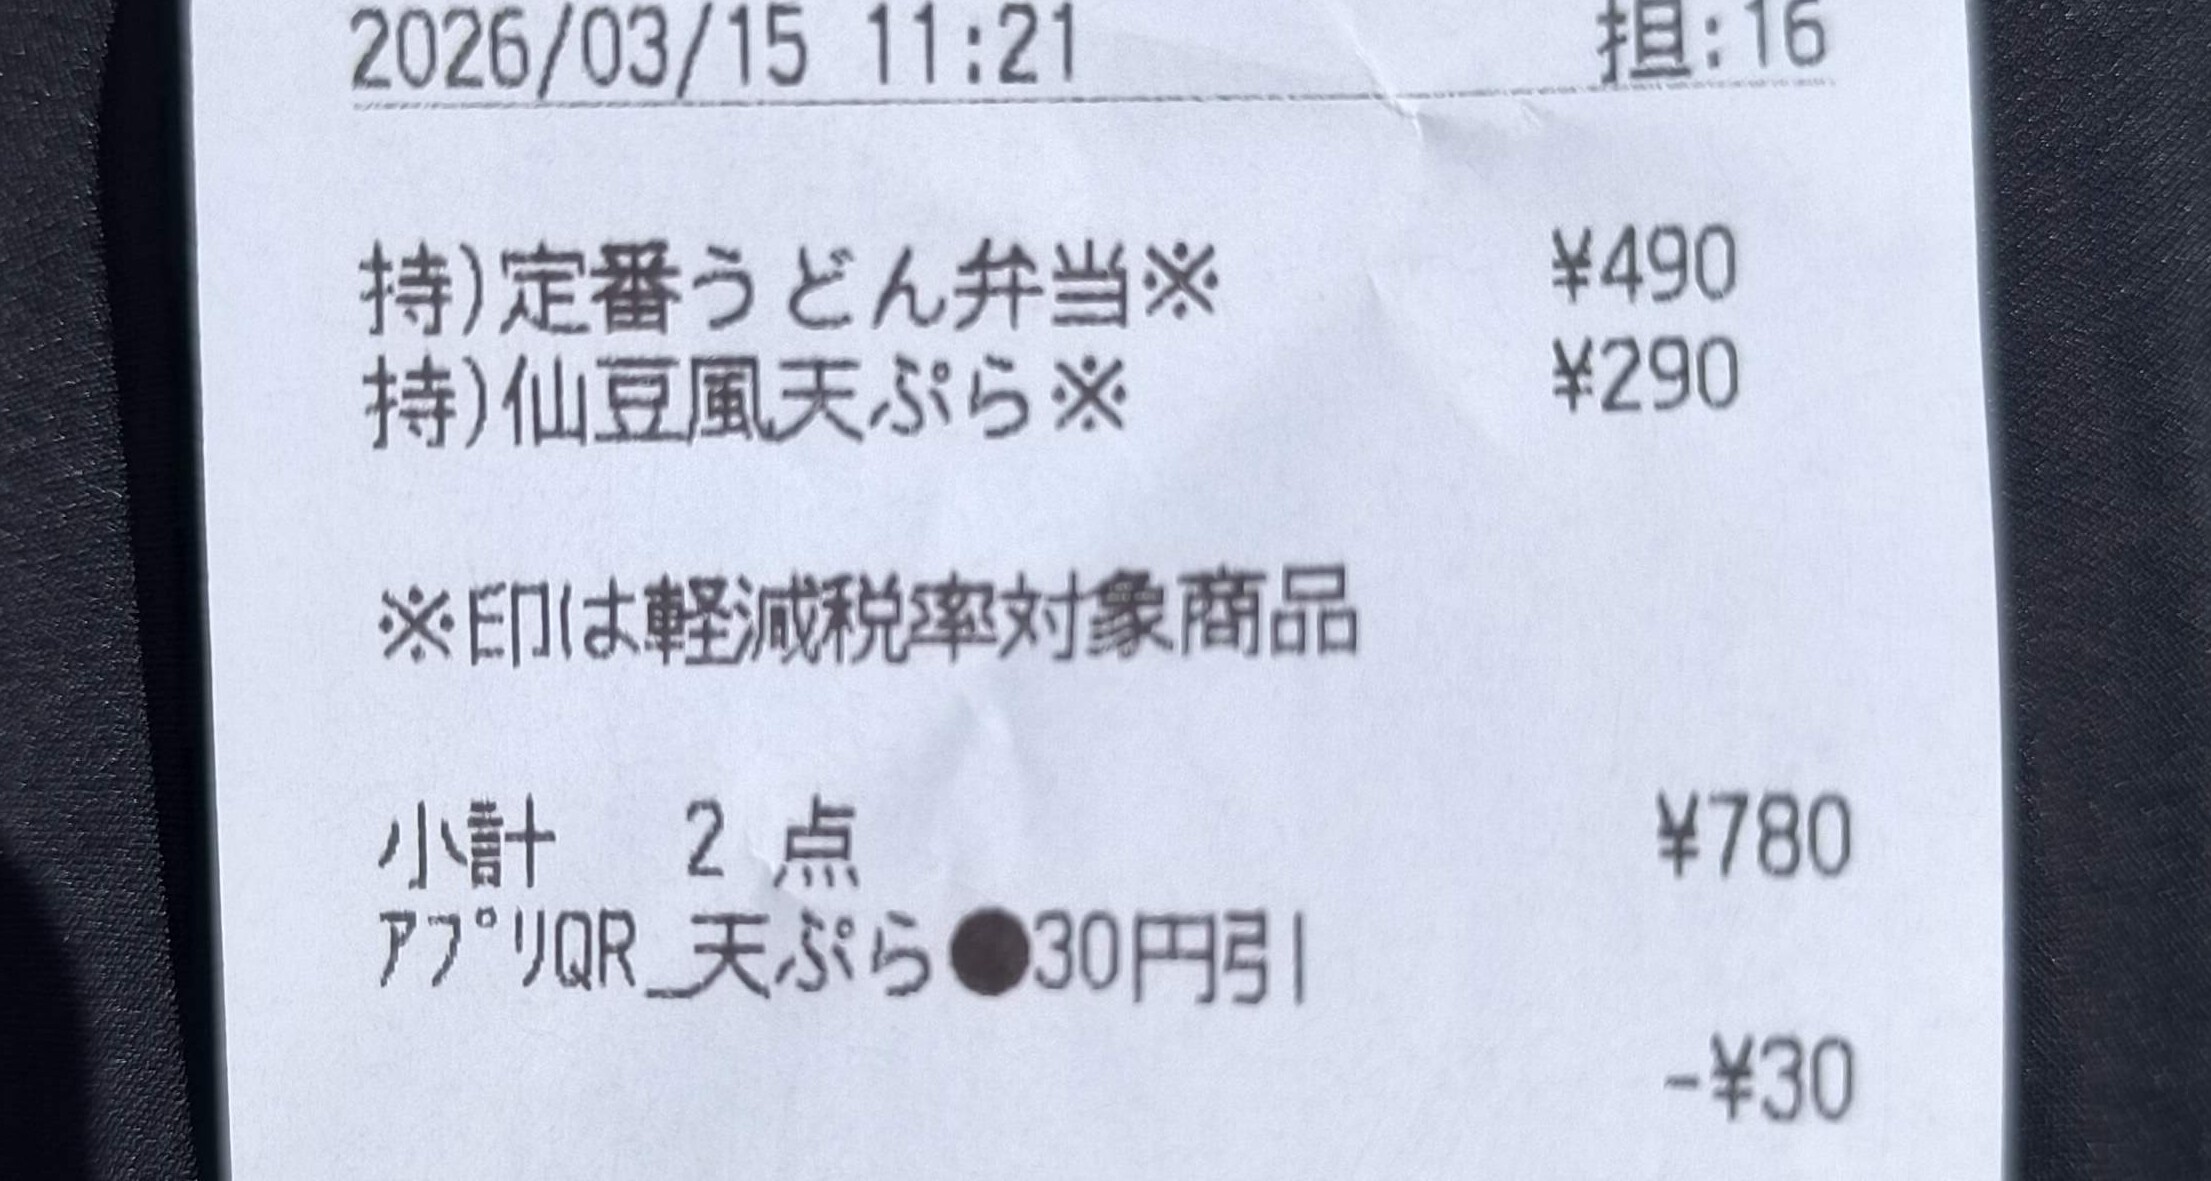 2026/03/15 11:21 担:16
持)定番うどん弁当※ ¥490
持)仙豆風天ぷら※ ¥290
※印は軽減税率対象商品
小計 2 点 ¥780
ｱﾌﾟﾘQR_天ぷら●30円引
-¥30